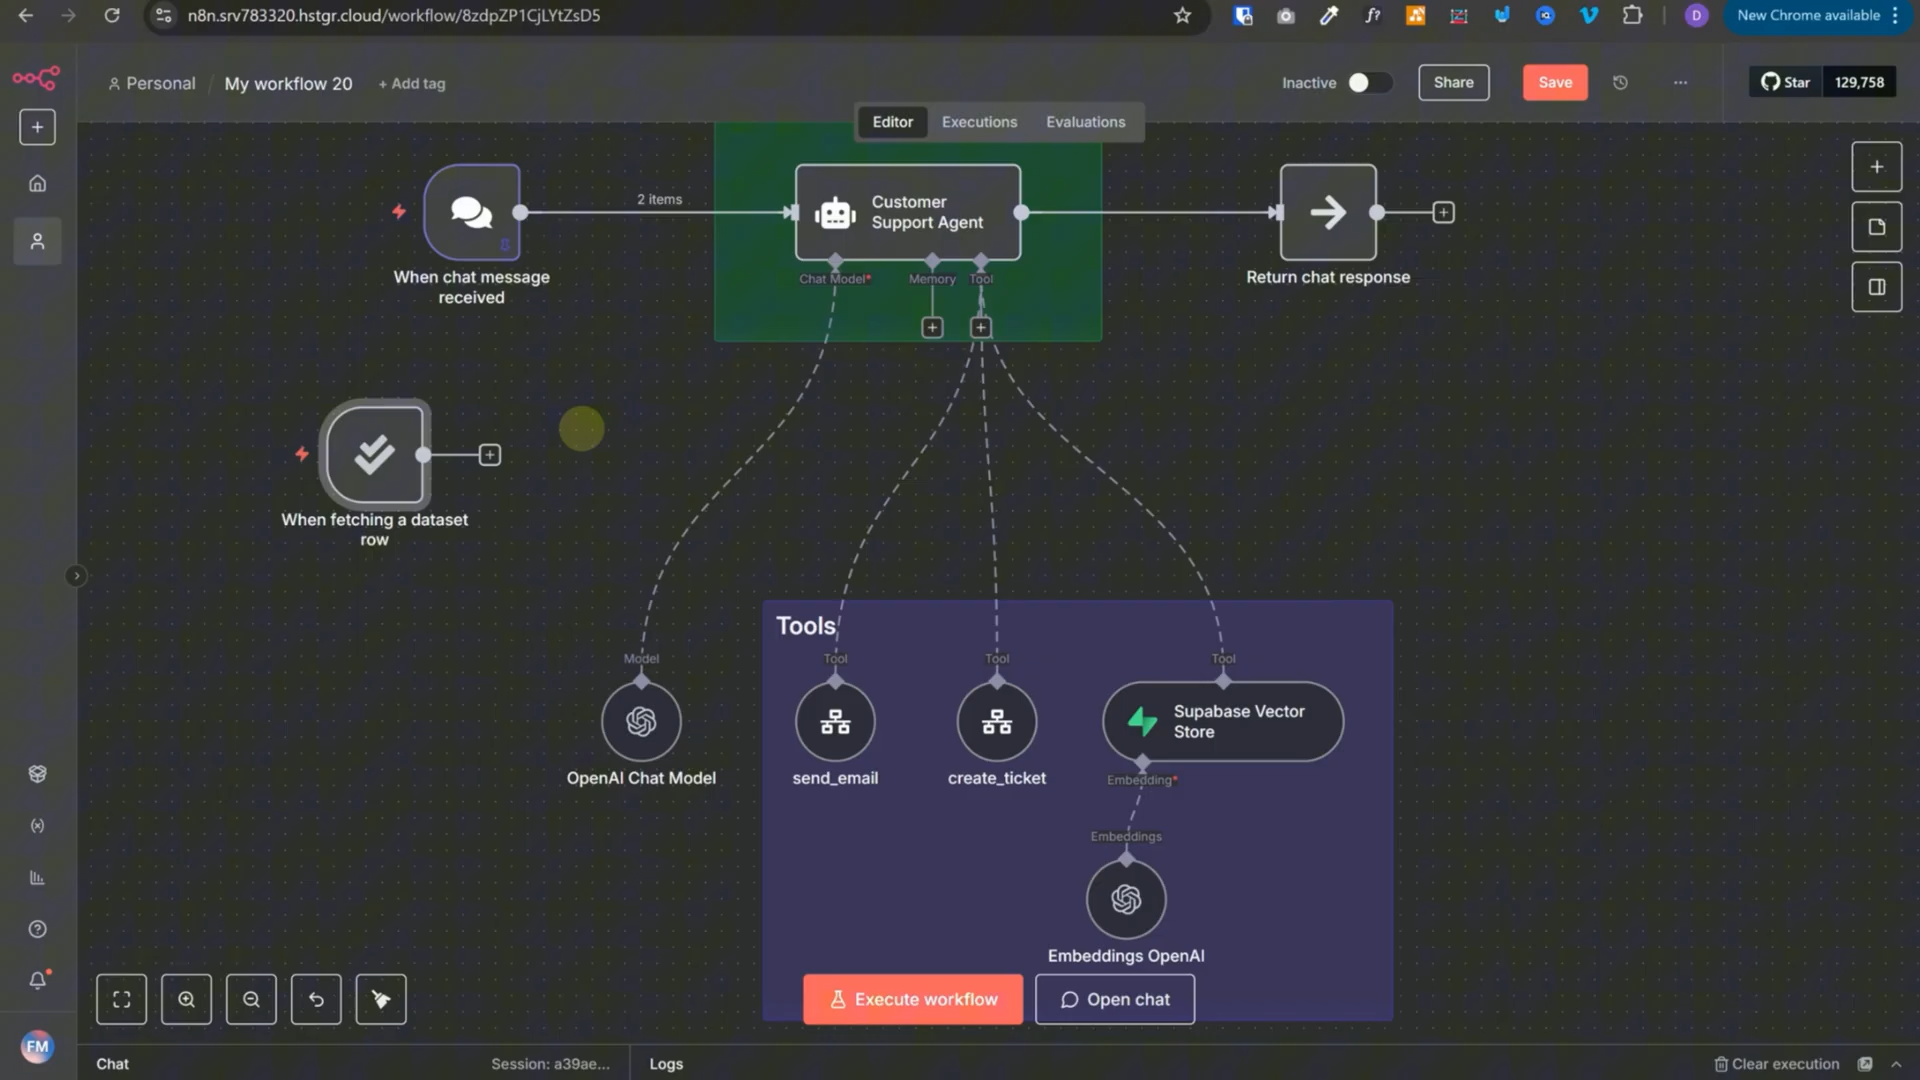 n8n.srv783320.hstgr.cloud/workflow/8zdpZP1CjLYtZsD5
f?
D
New Chrome available
Personal / My workflow 20 + Add tag
Inactive
Share
Save
Star
129,758
Editor
Executions
Evaluations
2 items
Customer
Support Agent
Chat Model*
Memory
Tool
When chat message
received
Return chat response
When fetching a dataset
row
Tools
Model
Tool
Tool
Tool
Supabase Vector
Store
OpenAI Chat Model
send_email
create_ticket
Embedding*
Embeddings
Embeddings OpenAI
Execute workflow
Open chat
FM
Chat
Session: a39ae...
Logs
Clear execution